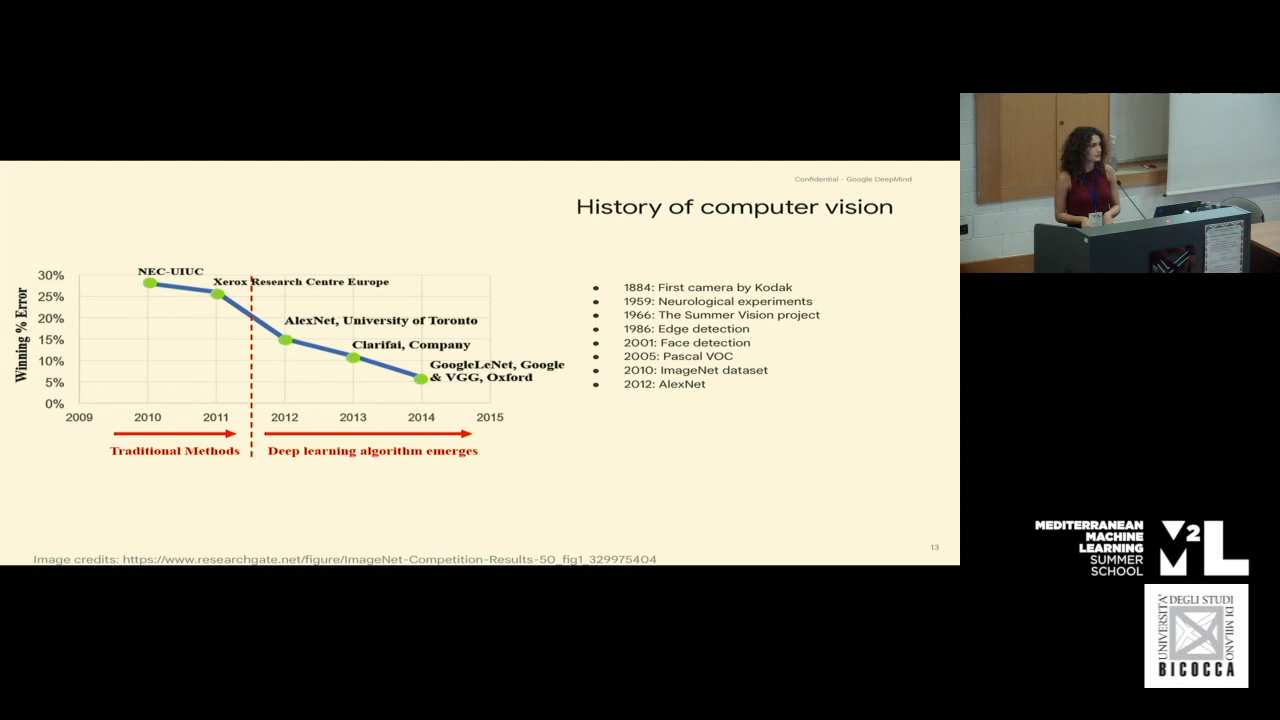 Confidential - Google DeepMind
History of computer vision
Winning % Error
30%
25%
20%
15%
10%
5%
0%
NEC-UIUC
Xerox Research Centre Europe
AlexNet, University of Toronto
Clarifai, Company
GoogleLeNet, Google
& VGG, Oxford
2009 2010 2011 2012 2013 2014 2015
Traditional Methods
Deep learning algorithm emerges
1884: First camera by Kodak
1959: Neurological experiments
1966: The Summer Vision project
1986: Edge detection
2001: Face detection
2005: Pascal VOC
2010: ImageNet dataset
2012: AlexNet
13
Image credits: https://www.researchgate.net/figure/ImageNet-Competition-Results-50_fig1_329975404
MEDITERRANEAN
MACHINE
LEARNING
SUMMER
SCHOOL
M2L
UNIVERSITA'
DEGLI STUDI
DI MILANO
BICOCCA